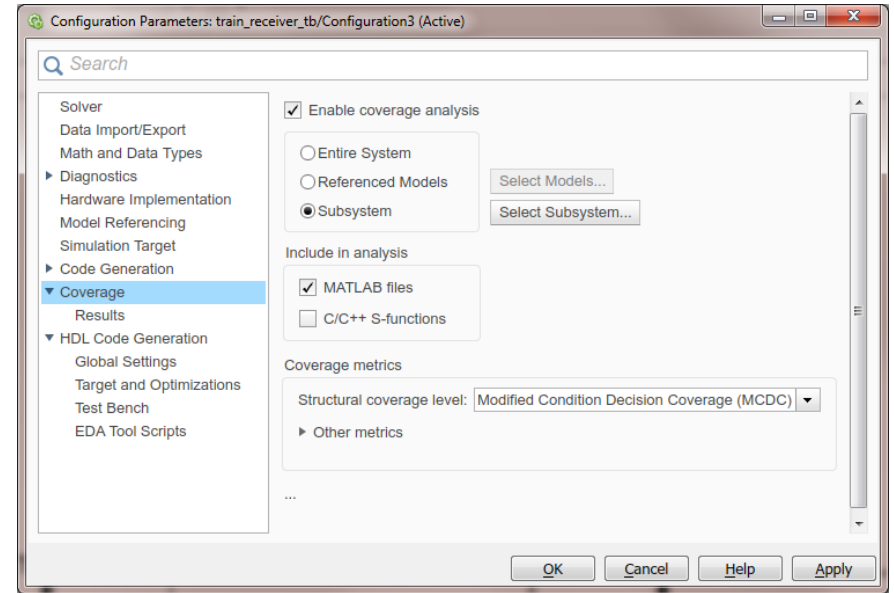 Configuration Parameters: train_receiver_tb/Configuration3 (Active)
Search
Solver
Data Import/Export
Math and Data Types
Diagnostics
Hardware Implementation
Model Referencing
Simulation Target
Code Generation
Coverage
Results
HDL Code Generation
Global Settings
Target and Optimizations
Test Bench
EDA Tool Scripts
Enable coverage analysis
Entire System
Referenced Models
Select Models...
Subsystem
Select Subsystem...
Include in analysis
MATLAB files
C/C++ S-functions
Coverage metrics
Structural coverage level: Modified Condition Decision Coverage (MCDC)
Other metrics
...
OK
Cancel
Help
Apply